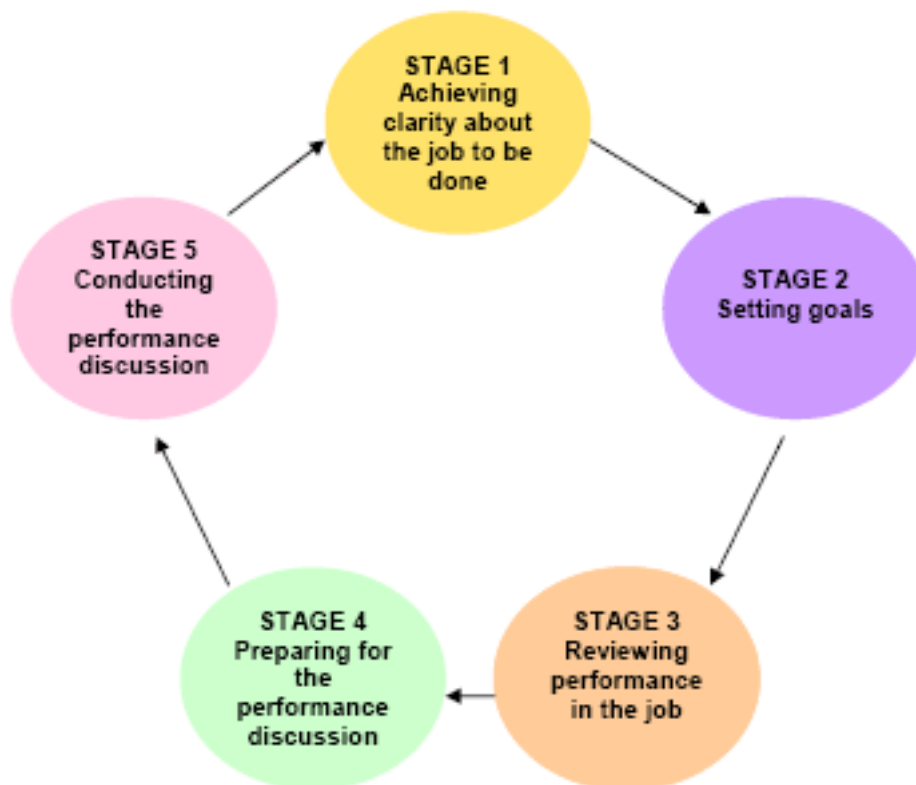 STAGE 1
Achieving
clarity about
the job to be
done
STAGE 2
Setting goals
STAGE 3
Reviewing
performance
in the job
STAGE 4
Preparing for
the
performance
discussion
STAGE 5
Conducting
the
performance
discussion